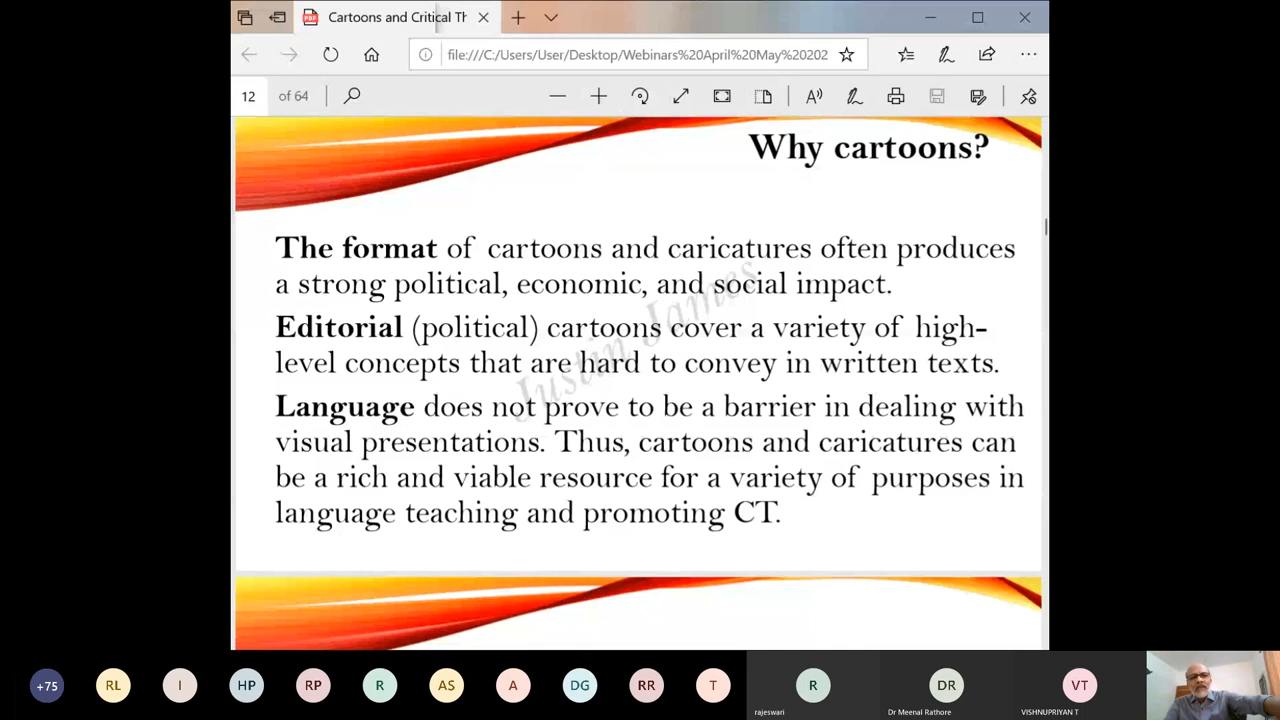 Cartoons and Critical Th
file:///C:/Users/User/Desktop/Webinars%20April%20May%20202
12 of 64
Why cartoons?
The format of cartoons and caricatures often produces
a strong political, economic, and social impact.
Editorial (political) cartoons cover a variety of high-
level concepts that are hard to convey in written texts.
Language does not prove to be a barrier in dealing with
visual presentations. Thus, cartoons and caricatures can
be a rich and viable resource for a variety of purposes in
language teaching and promoting CT.
Justin James
+75 RL I HP RP R AS A DG RR T R DR VT
rajeswari Dr Meenal Rathore VISHNUPRIYAN T